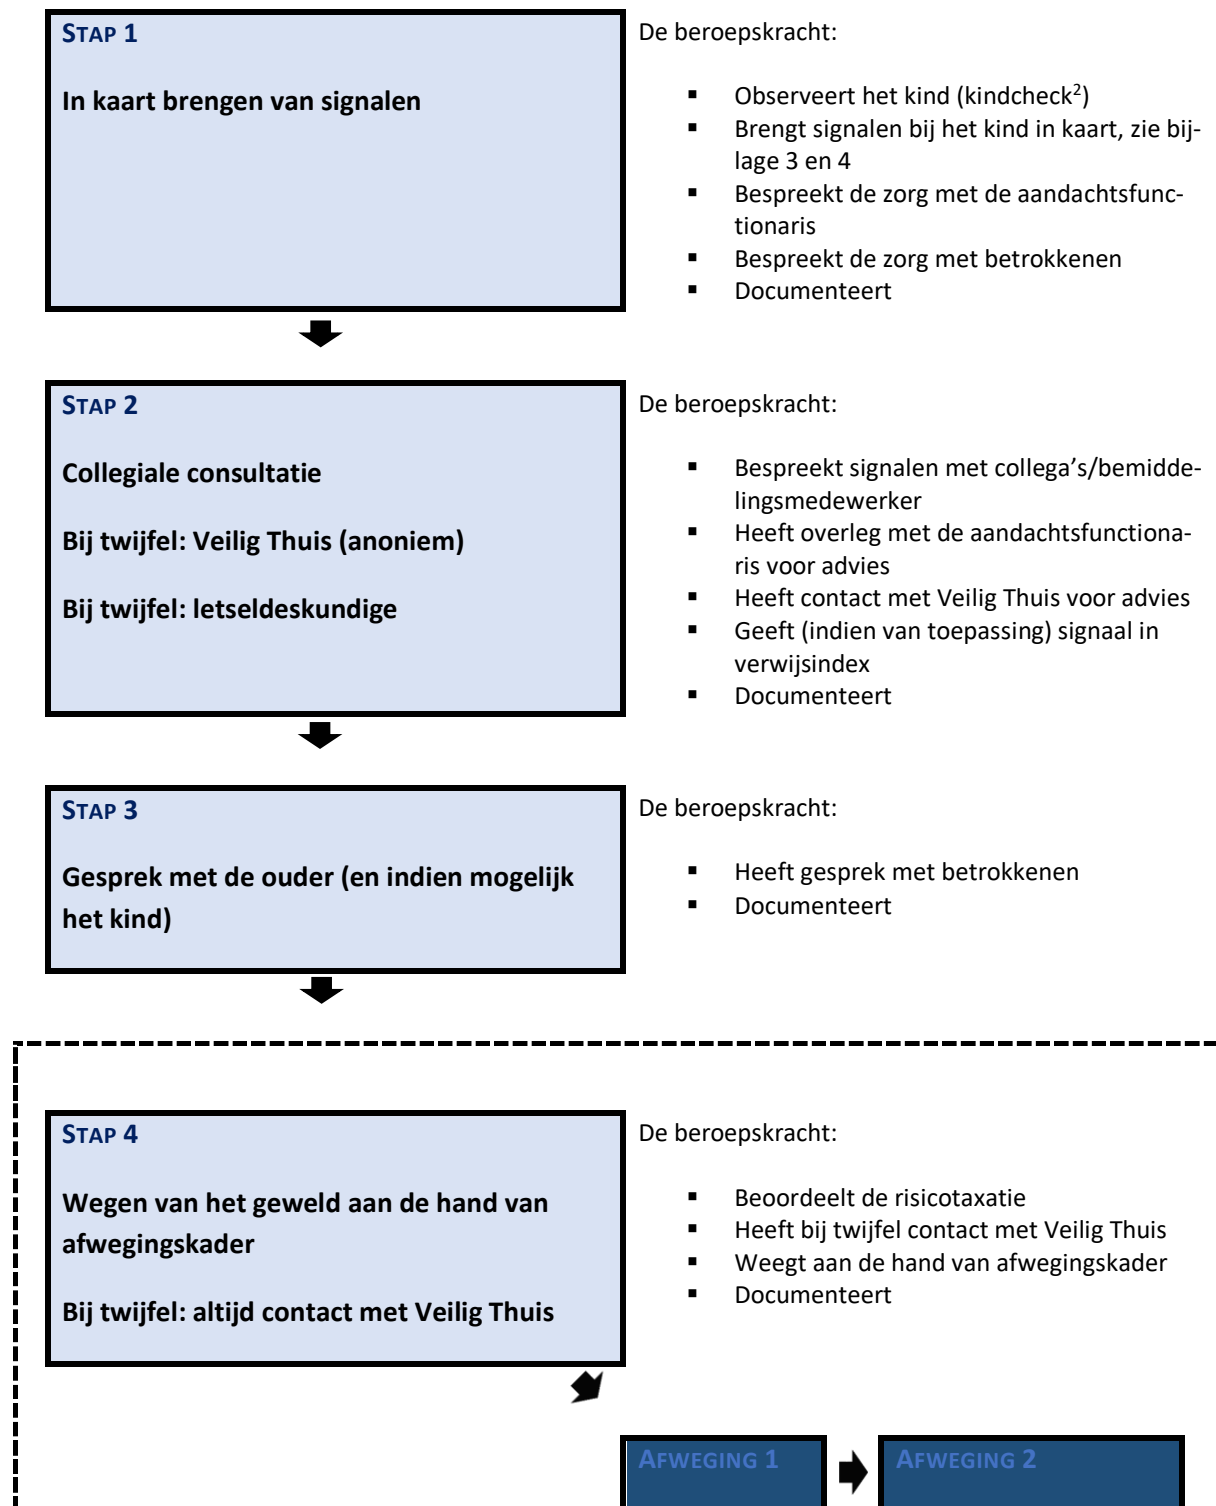 STAP 1
In kaart brengen van signalen
De beroepskracht:
▪ Observeert het kind (kindcheck²)
▪ Brengt signalen bij het kind in kaart, zie bij-
lage 3 en 4
▪ Bespreekt de zorg met de aandachtsfunc-
tionaris
▪ Bespreekt de zorg met betrokkenen
▪ Documenteert
STAP 2
Collegiale consultatie
Bij twijfel: Veilig Thuis (anoniem)
Bij twijfel: letseldeskundige
De beroepskracht:
▪ Bespreekt signalen met collega's/bemidde-
lingsmedewerker
▪ Heeft overleg met de aandachtsfunctiona-
ris voor advies
▪ Heeft contact met Veilig Thuis voor advies
▪ Geeft (indien van toepassing) signaal in
verwijsindex
▪ Documenteert
STAP 3
Gesprek met de ouder (en indien mogelijk
het kind)
De beroepskracht:
▪ Heeft gesprek met betrokkenen
▪ Documenteert
STAP 4
Wegen van het geweld aan de hand van
afwegingskader
Bij twijfel: altijd contact met Veilig Thuis
De beroepskracht:
▪ Beoordeelt de risicotaxatie
▪ Heeft bij twijfel contact met Veilig Thuis
▪ Weegt aan de hand van afwegingskader
▪ Documenteert
AFWEGING 1
AFWEGING 2